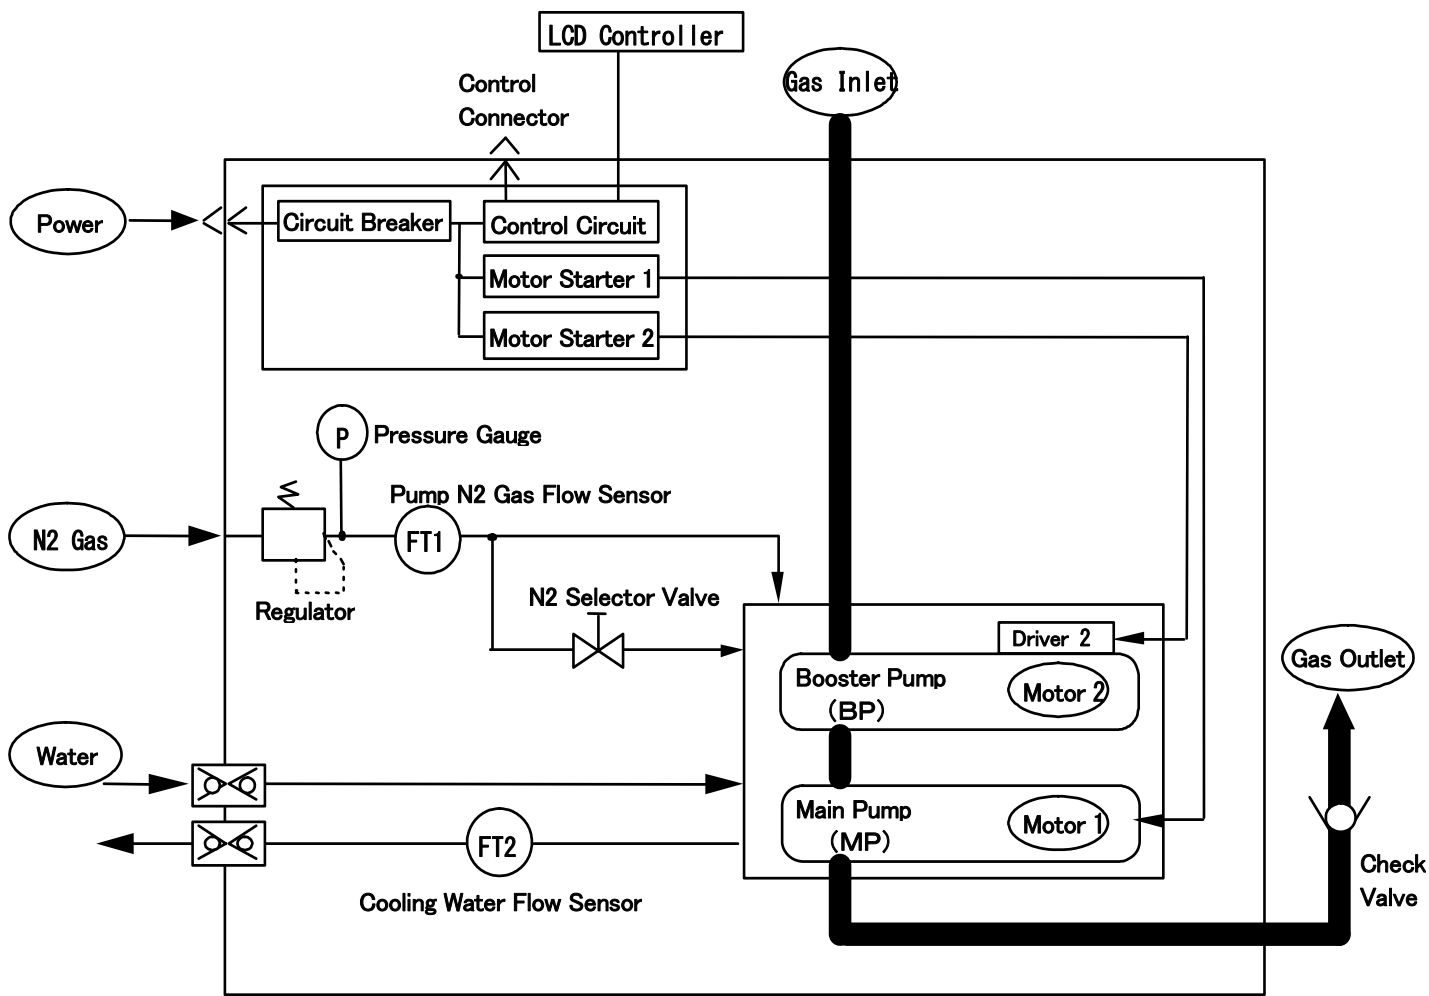 LCD Controller
Control
Connector
Gas Inlet
Power
Circuit Breaker
Control Circuit
Motor Starter 1
Motor Starter 2
P
Pressure Gauge
Pump N2 Gas Flow Sensor
N2 Gas
FT1
Regulator
N2 Selector Valve
Driver 2
Gas Outlet
Booster Pump
(BP)
Motor 2
Water
Main Pump
(MP)
Motor 1
FT2
Check
Valve
Cooling Water Flow Sensor